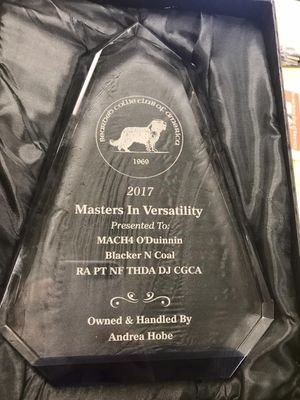 Bearded Collie Club of America
1969
2017
Masters In Versatility
Presented To:
MACH4 O'Duinnin
Blacker N Coal
RA PT NF THDA DJ CGCA
Owned & Handled By
Andrea Hobe